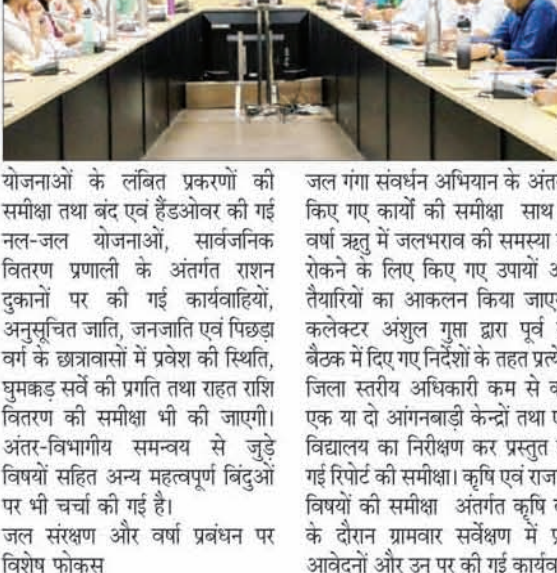 योजनाओं के लंबित प्रकरणों की
समीक्षा तथा बंद एवं हैंडओवर की गई
नल-जल योजनाओं, सार्वजनिक
वितरण प्रणाली के अंतर्गत राशन
दुकानों पर की गई कार्यवाहियों,
अनुसूचित जाति, जनजाति एवं पिछड़ा
वर्ग के छात्रावासों में प्रवेश की स्थिति,
घुमक्कड़ सर्वे की प्रगति तथा राहत राशि
वितरण की समीक्षा भी की जाएगी।
अंतर-विभागीय समन्वय से जुड़े
विषयों सहित अन्य महत्वपूर्ण बिंदुओं
पर भी चर्चा की गई है।
जल संरक्षण और वर्षा प्रबंधन पर
विशेष फोकस
जल गंगा संवर्धन अभियान के
किए गए कार्यों की समीक्षा साथ
वर्षा ऋतु में जलभराव की समस्या
रोकने के लिए किए गए उपायों
तैयारियों का आकलन किया
कलेक्टर अंशुल गुप्ता द्वारा पूर्व
बैठक में दिए गए निर्देशों के तहत
जिला स्तरीय अधिकारी कम से
एक या दो आंगनबाड़ी केन्द्रों तथा
विद्यालय का निरीक्षण कर प्रस्तुत
गई रिपोर्ट की समीक्षा। कृषि एवं
विषयों की समीक्षा अंतर्गत कृषि
के दौरान ग्रामवार सर्वेक्षण में
आवेदनों और उन पर की गई